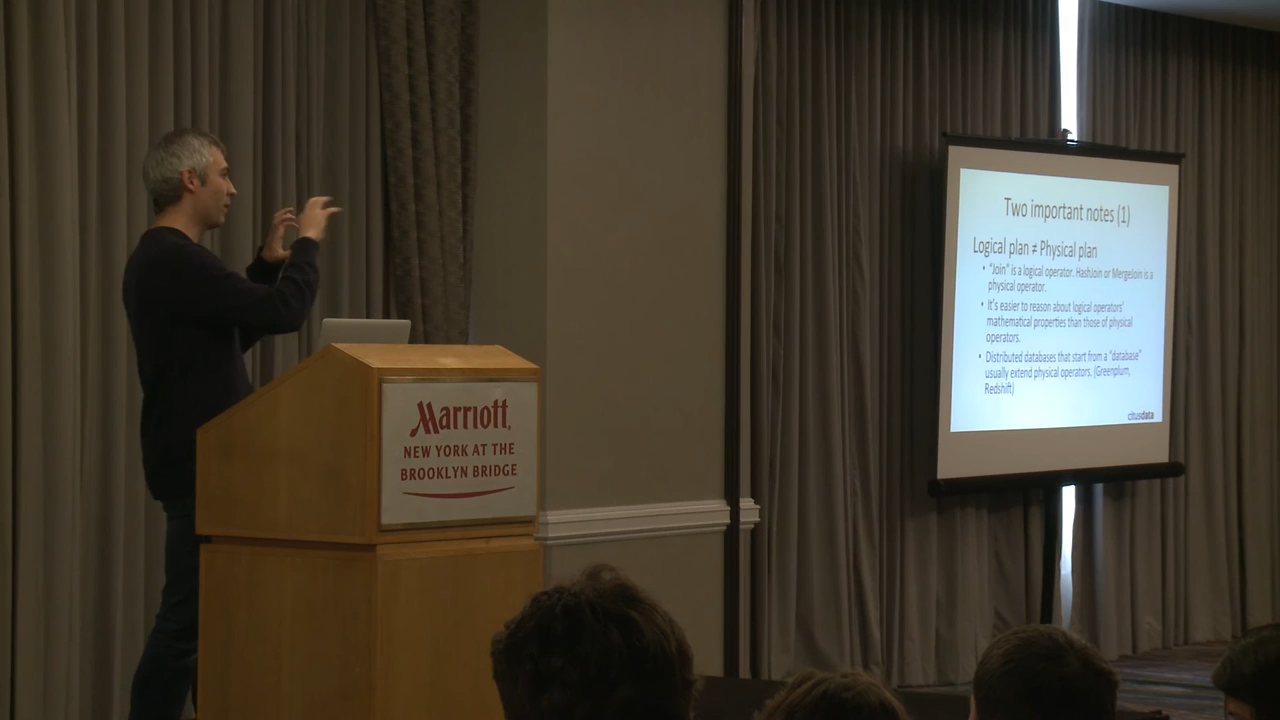 Marriott.
NEW YORK AT THE
BROOKLYN BRIDGE
Two important notes (1)
Logical plan ≠ Physical plan
• "Join" is a logical operator. HashJoin or MergeJoin is a
physical operator.
• It's easier to reason about logical operators'
mathematical properties than those of physical
operators.
• Distributed databases that start from a "database"
usually extend physical operators. (Greenplum,
Redshift)
citusdata